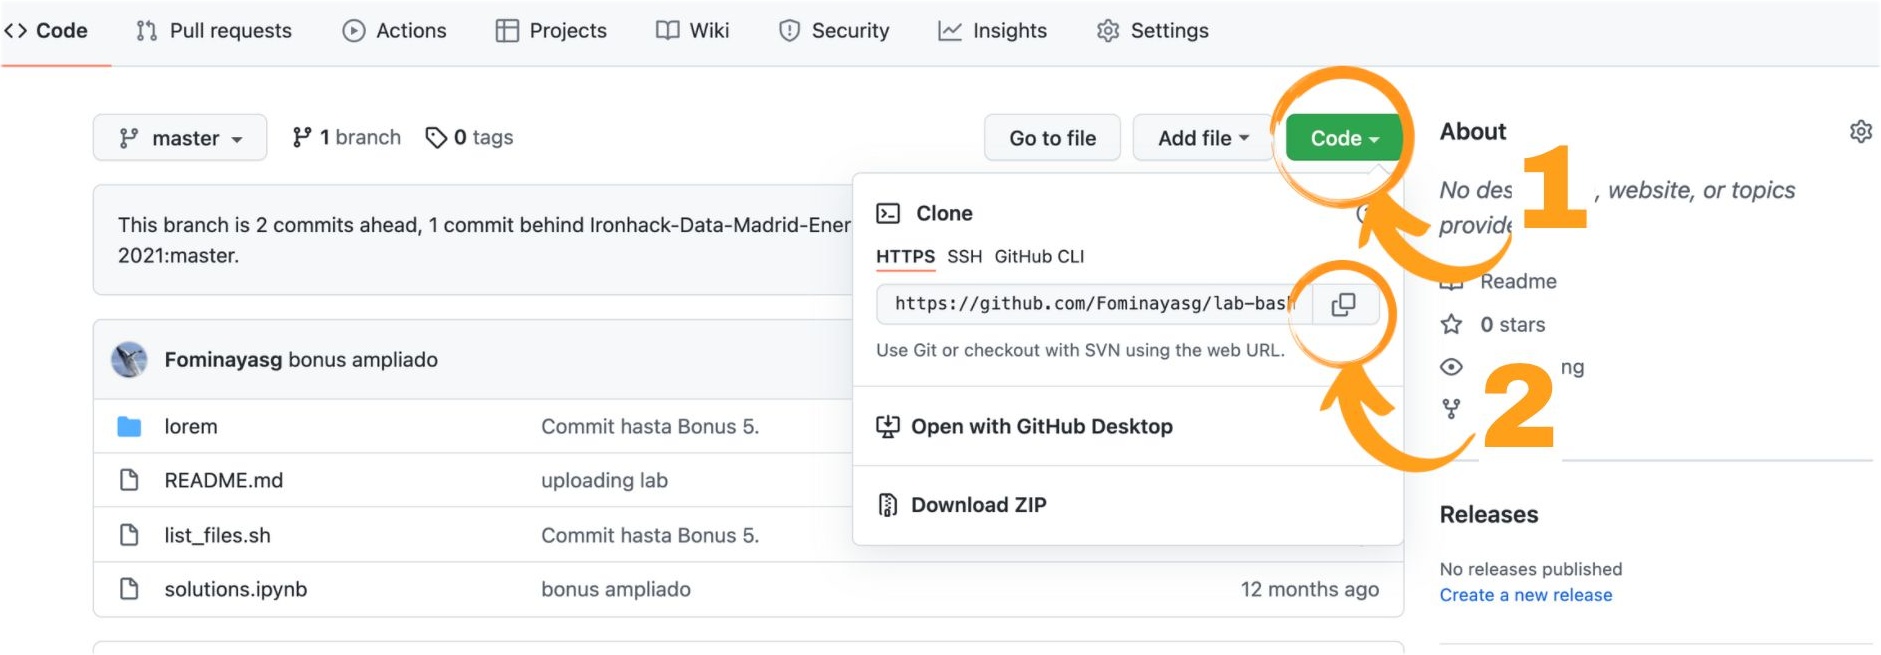 Code Pull requests Actions Projects Wiki Security Insights Settings
master 1 branch 0 tags Go to file Add file Code
This branch is 2 commits ahead, 1 commit behind Ironhack-Data-Madrid-Ener
2021:master.
Fominayasg bonus ampliado
lorem Commit hasta Bonus 5.
README.md uploading lab
list_files.sh Commit hasta Bonus 5.
solutions.ipynb bonus ampliado 12 months ago
Clone
HTTPS SSH GitHub CLI
https://github.com/Fominayasg/lab-bash
Use Git or checkout with SVN using the web URL.
Open with GitHub Desktop
Download ZIP
1
2
About
No des , website, or topics
provide
Readme
0 stars
ng
Releases
No releases published
Create a new release